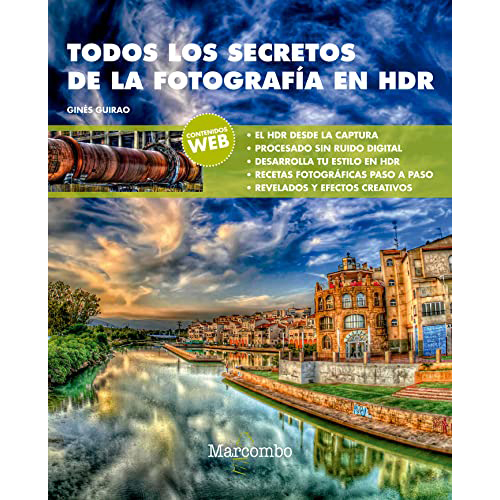 TODOS LOS SECRETOS
DE LA FOTOGRAFÍA EN HDR
GINÉS GUIRAO
CONTENIDOS
WEB
• EL HDR DESDE LA CAPTURA
• PROCESADO SIN RUIDO DIGITAL
• DESARROLLA TU ESTILO EN HDR
• RECETAS FOTOGRÁFICAS PASO A PASO
• REVELADOS Y EFECTOS CREATIVOS
Marcombo